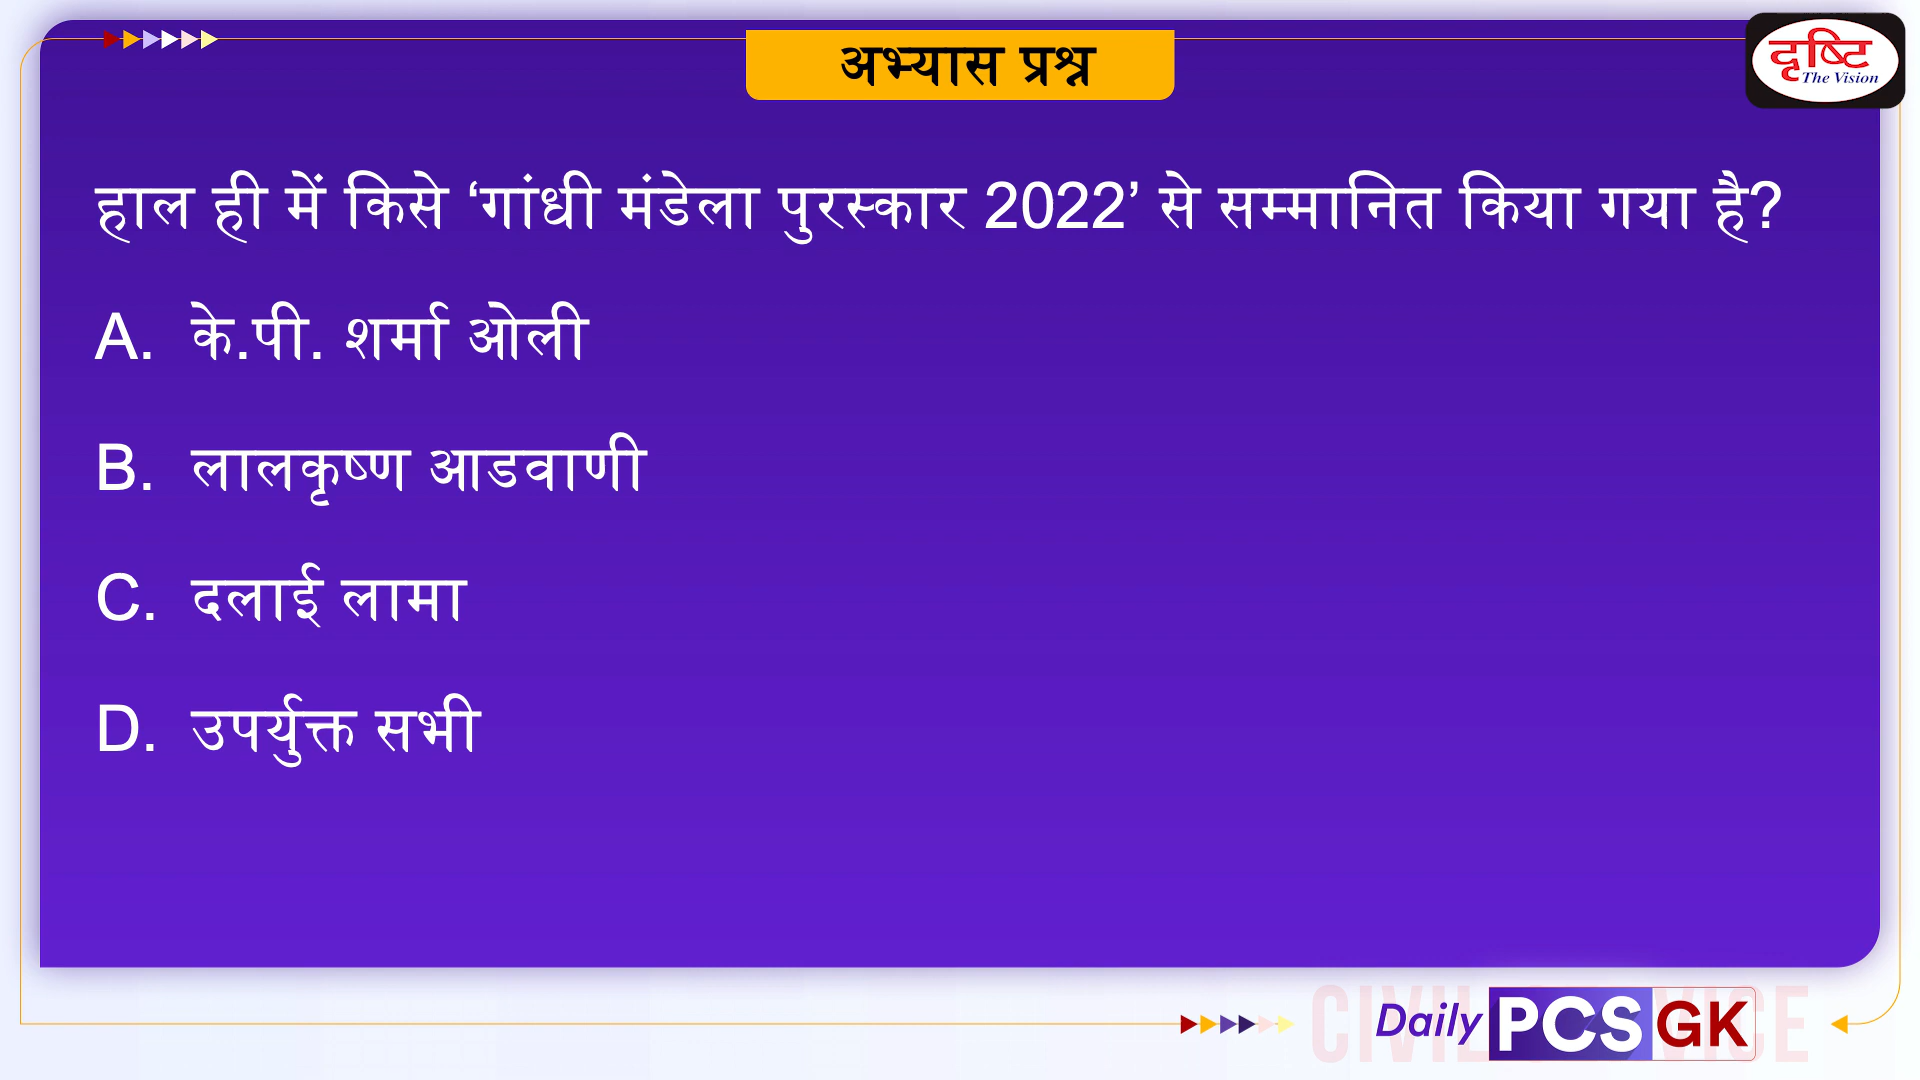 अभ्यास प्रश्न
दृष्टि
The Vision
हाल ही में किसे ‘गांधी मंडेला पुरस्कार 2022’ से सम्मानित किया गया है?
A. के.पी. शर्मा ओली
B. लालकृष्ण आडवाणी
C. दलाई लामा
D. उपर्युक्त सभी
Daily PCS GK